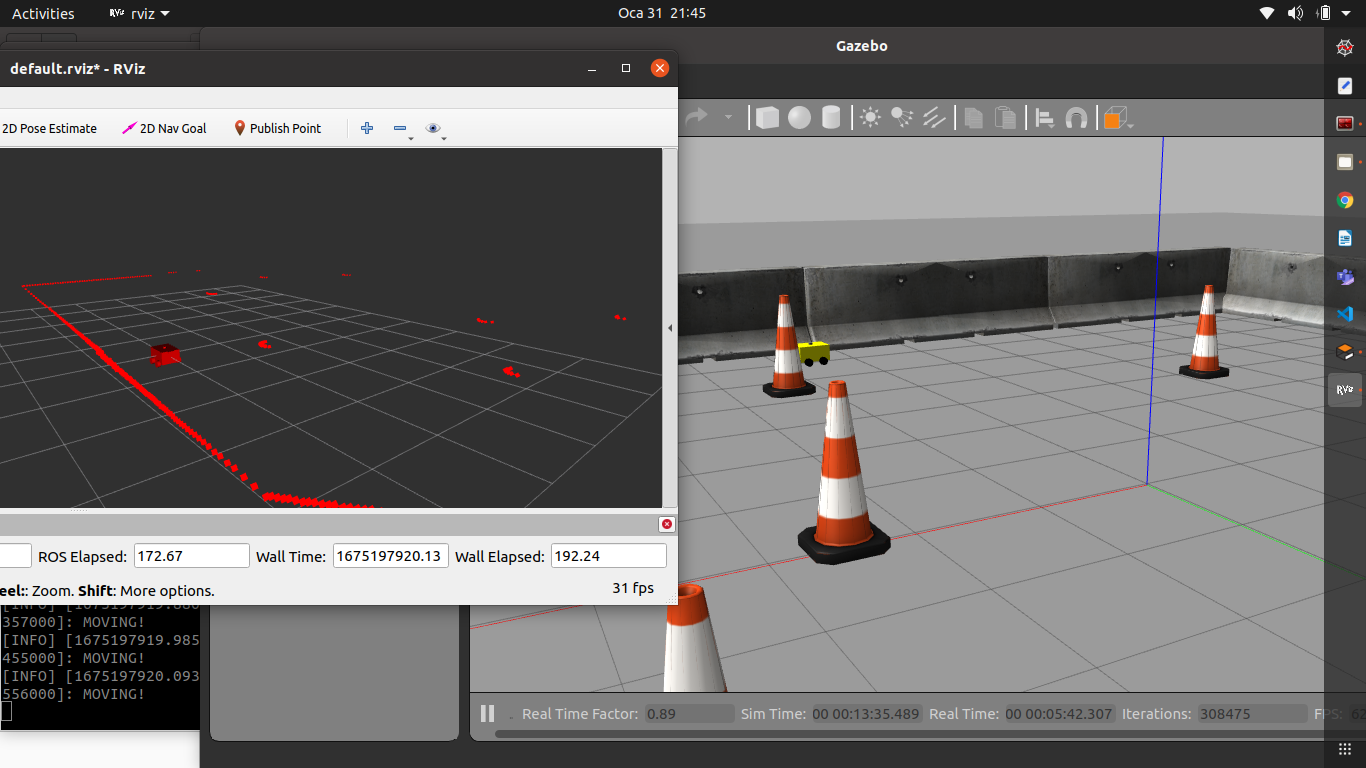 Activities
RViz rviz
Oca 31 21:45
Gazebo
default.rviz* - RViz
2D Pose Estimate
2D Nav Goal
Publish Point
ROS Elapsed: 172.67
Wall Time: 1675197920.13
Wall Elapsed: 192.24
eel:: Zoom. Shift: More options.
31 fps
[INFO] [1675197919.880
357000]: MOVING!
[INFO] [1675197919.985
455000]: MOVING!
[INFO] [1675197920.093
556000]: MOVING!
Real Time Factor: 0.89
Sim Time: 00 00:13:35.489
Real Time: 00 00:05:42.307
Iterations: 308475
FPS: 62
RViz